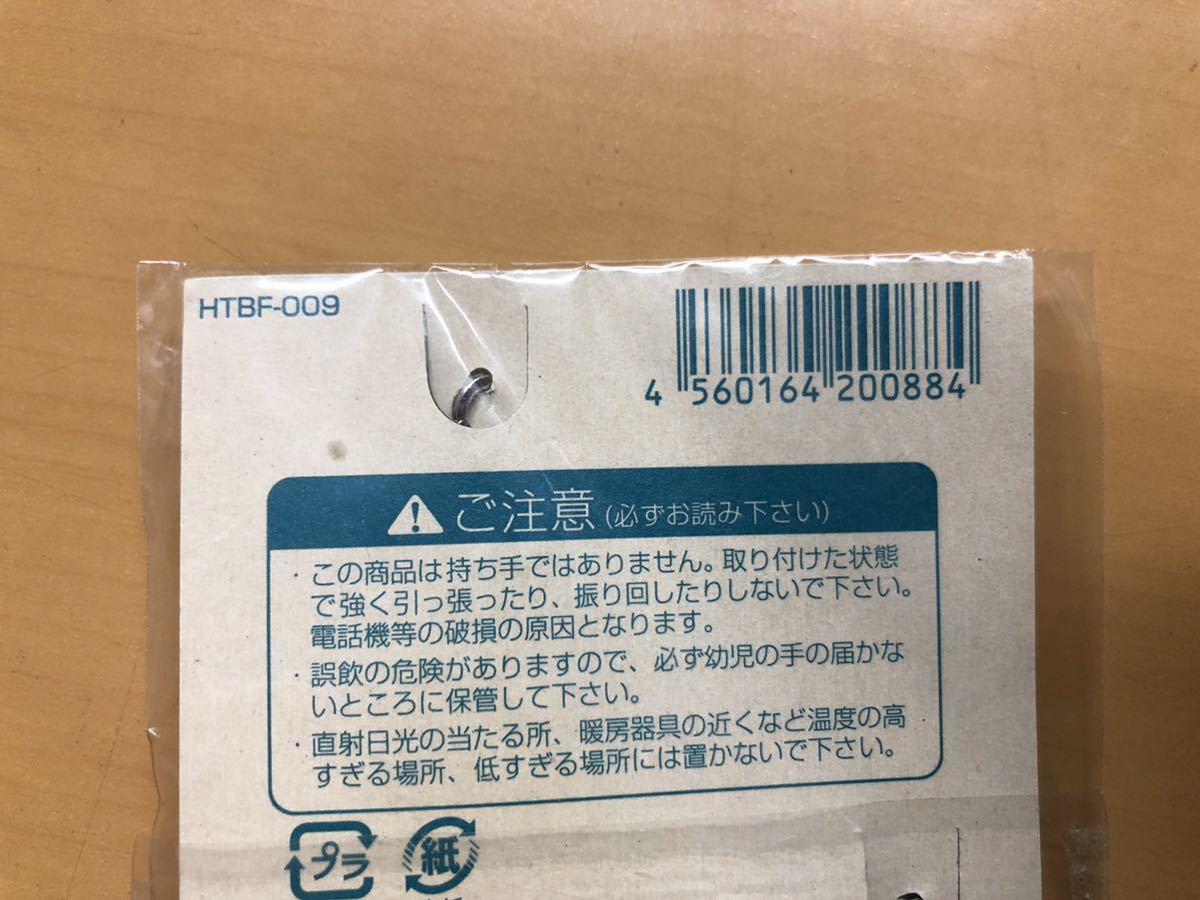 HTBF-009
4 560164 200884
ご注意(必ずお読み下さい)
・この商品は持ち手ではありません。取り付けた状態
で強く引っ張ったり、振り回したりしないで下さい。
電話機等の破損の原因となります。
・誤飲の危険がありますので、必ず幼児の手の届かな
いところに保管して下さい。
・直射日光の当たる所、暖房器具の近くなど温度の高
すぎる場所、低すぎる場所には置かないで下さい。
プラ 紙